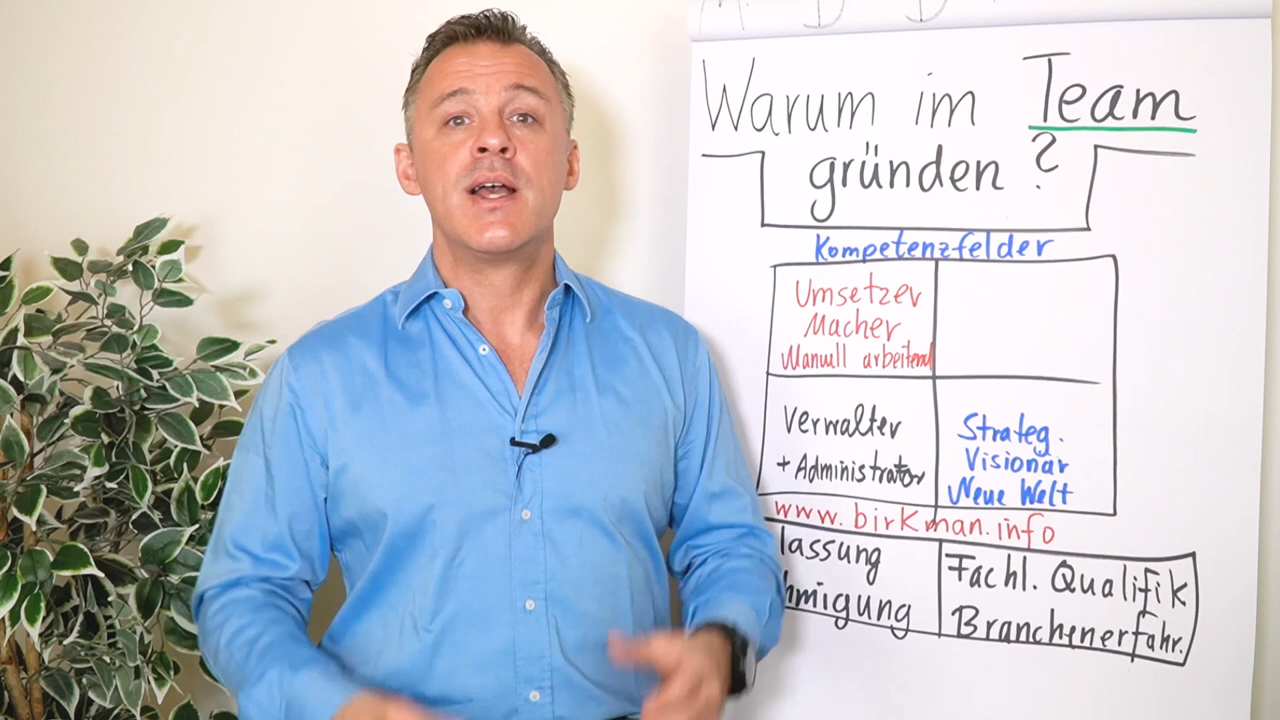 Warum im Team
gründen ?
Kompetenzfelder
Umsetzer
Macher
Manuell arbeitend
Verwalter
+ Administrator
Strateg.
Visionär
Neue Welt
www.birkman.info
lassung
hmigung
Fachl. Qualifik
Branchenerfahr.